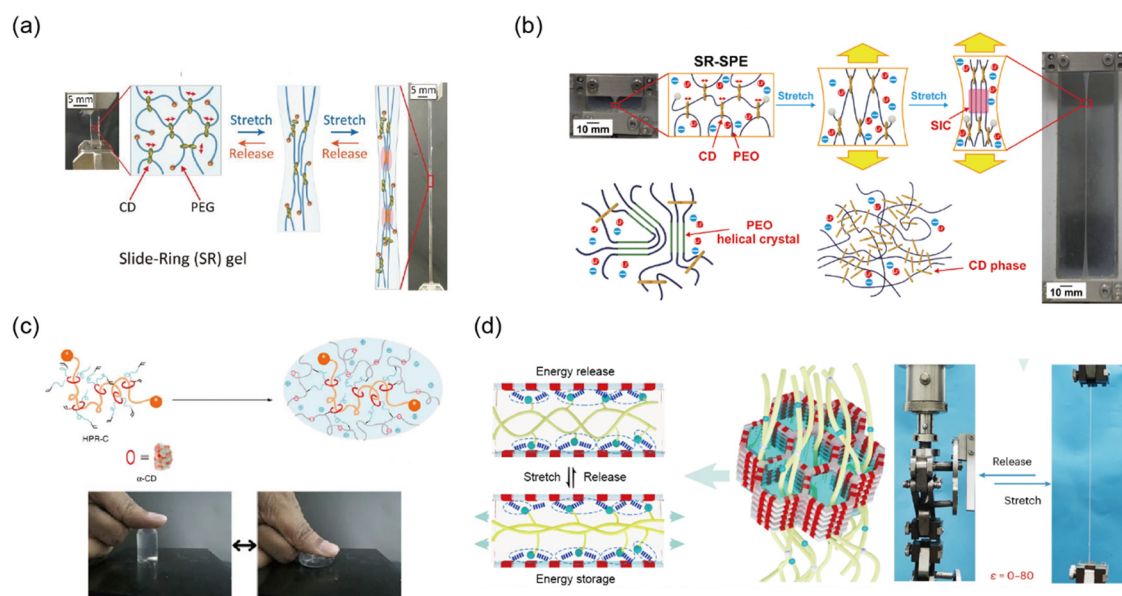 (a)
5 mm
Stretch
Release
Stretch
Release
5 mm
CD
PEG
Slide-Ring (SR) gel
(b)
SR-SPE
10 mm
Stretch
Stretch
SIC
CD
PEO
PEO
helical crystal
CD phase
10 mm
(c)
HPR-C
α-CD
(d)
Energy release
Stretch
Release
Energy storage
Release
Stretch
ε = 0–80